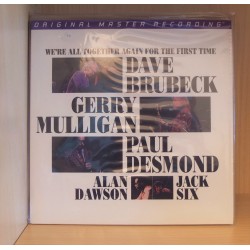 ORIGINAL MASTER RECORDING
WE'RE ALL TOGETHER AGAIN FOR THE FIRST TIME
DAVE
BRUBECK
GERRY
MULLIGAN
PAUL
DESMOND
ALAN JACK
DAWSON SIX